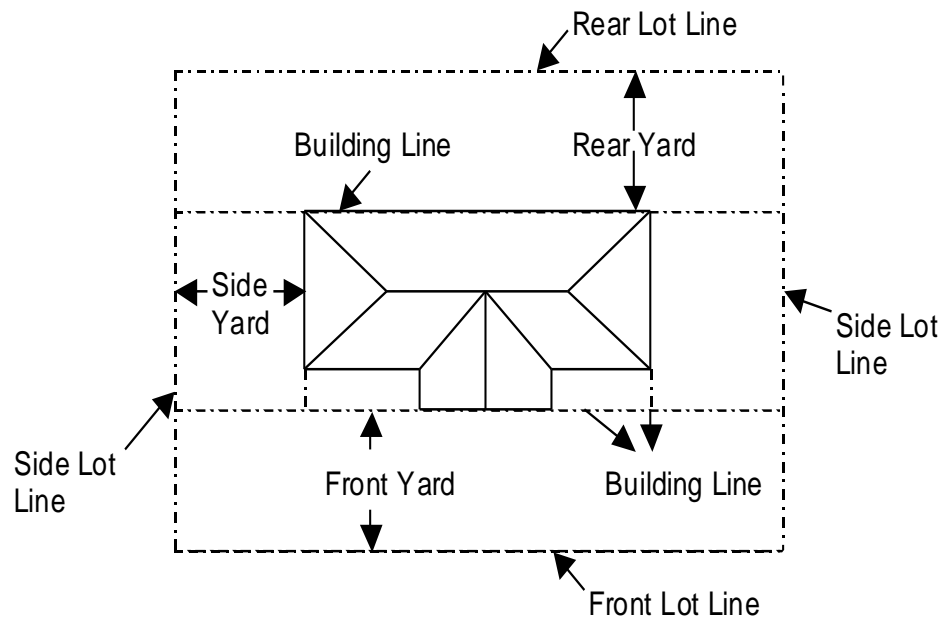 Rear Lot Line
Building Line
Rear Yard
Side
Yard
Side Lot
Line
Side Lot
Line
Front Yard
Building Line
Front Lot Line